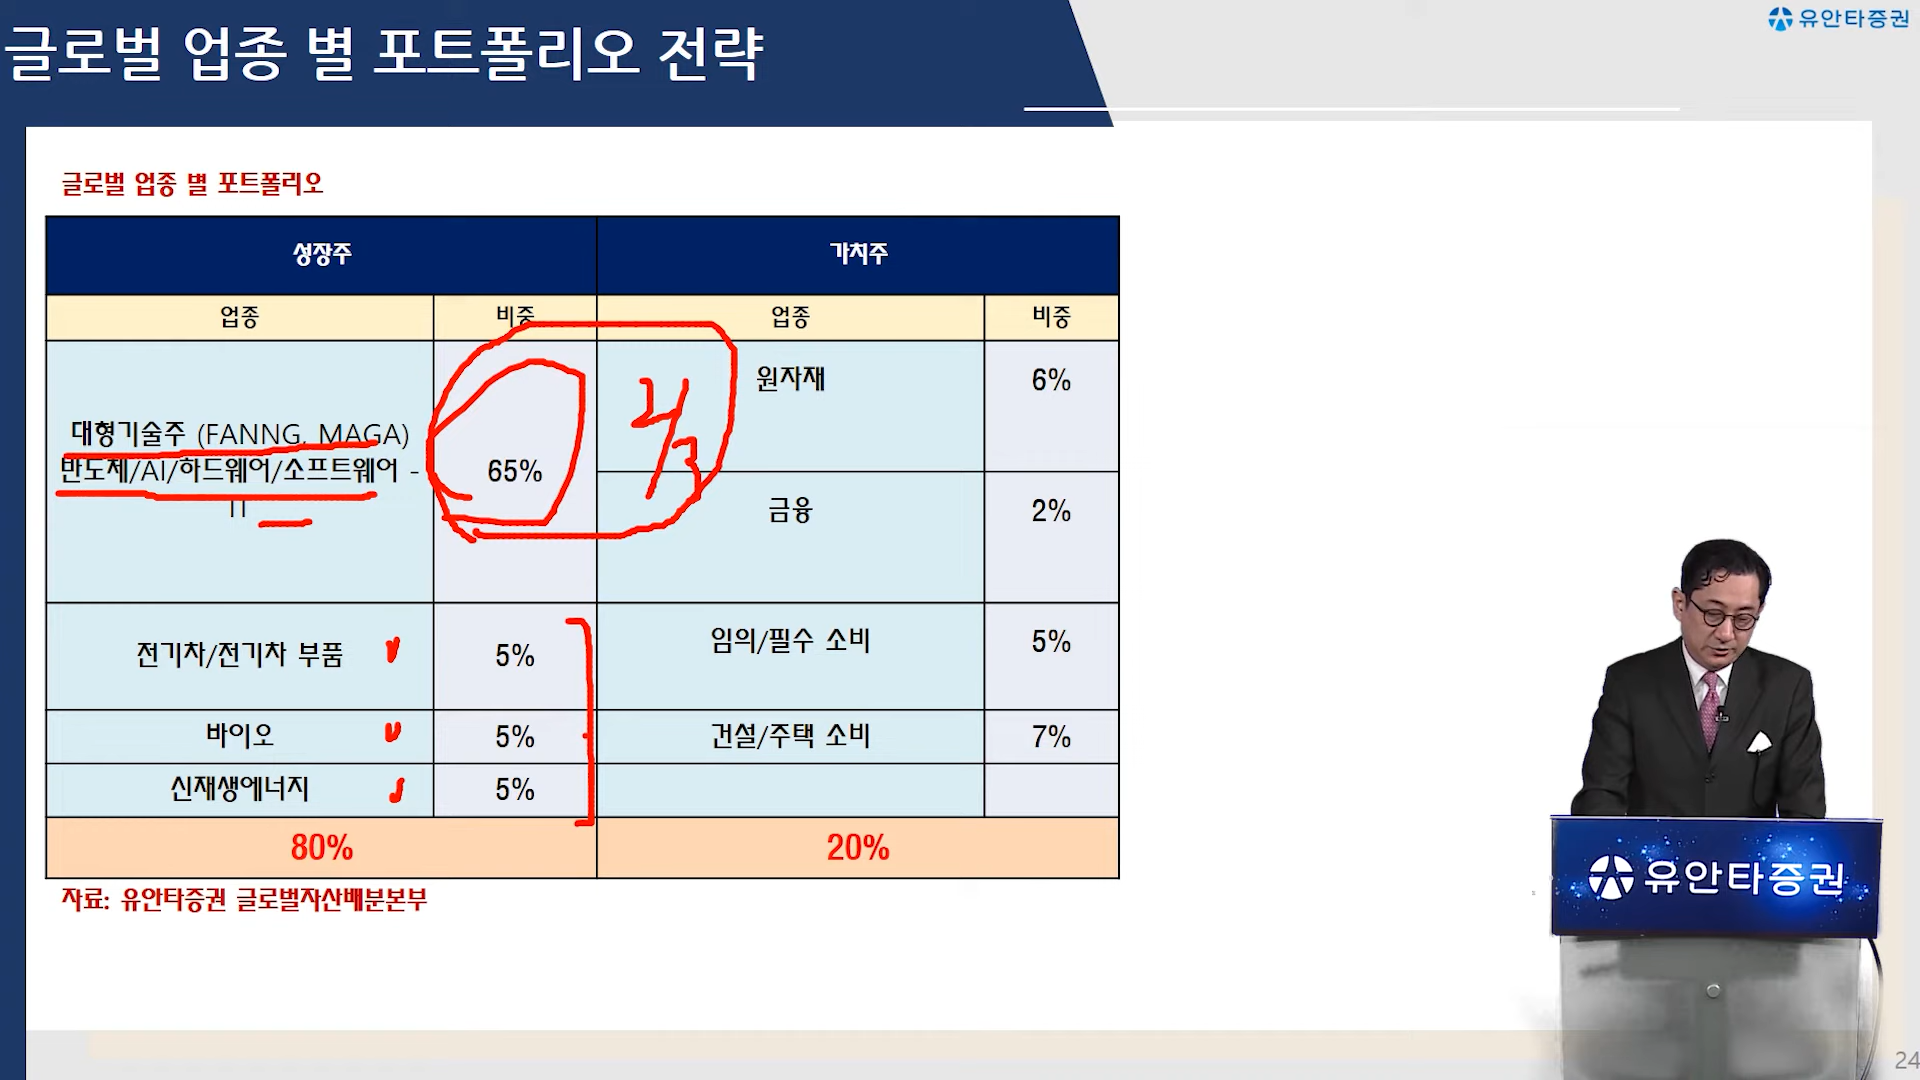 글로벌 업종 별 포트폴리오 전략
유안타증권
글로벌 업종 별 포트폴리오
성장주 가치주
업종 비중 업종 비중
대형기술주 (FANNG, MAGA)
반도체/AI/하드웨어/소프트웨어 -
IT
65%
2/3
원자재 6%
금융 2%
전기차/전기차 부품 5% 임의/필수 소비 5%
바이오 5% 건설/주택 소비 7%
신재생에너지 5%
80% 20%
자료: 유안타증권 글로벌자산배분본부
유안타증권
24